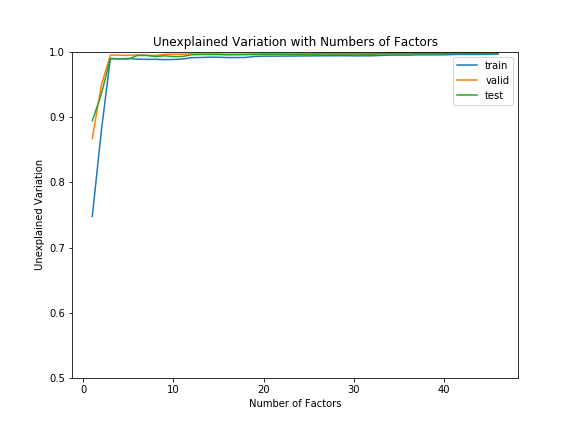 Unexplained Variation with Numbers of Factors
1.0
0.9
0.8
0.7
0.6
0.5
Unexplained Variation
train
valid
test
0 10 20 30 40
Number of Factors